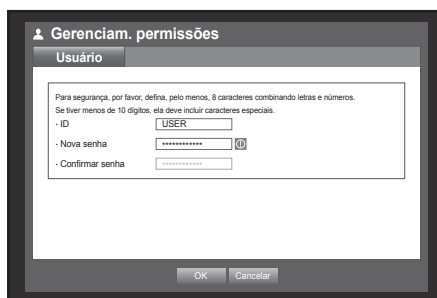 Gerenciam. permissões
Usuário
Para segurança, por favor, defina, pelo menos, 8 caracteres combinando letras e números.
Se tiver menos de 10 dígitos, ela deve incluir caracteres especiais.
· ID USER
· Nova senha ************
· Confirmar senha ************
OK Cancelar